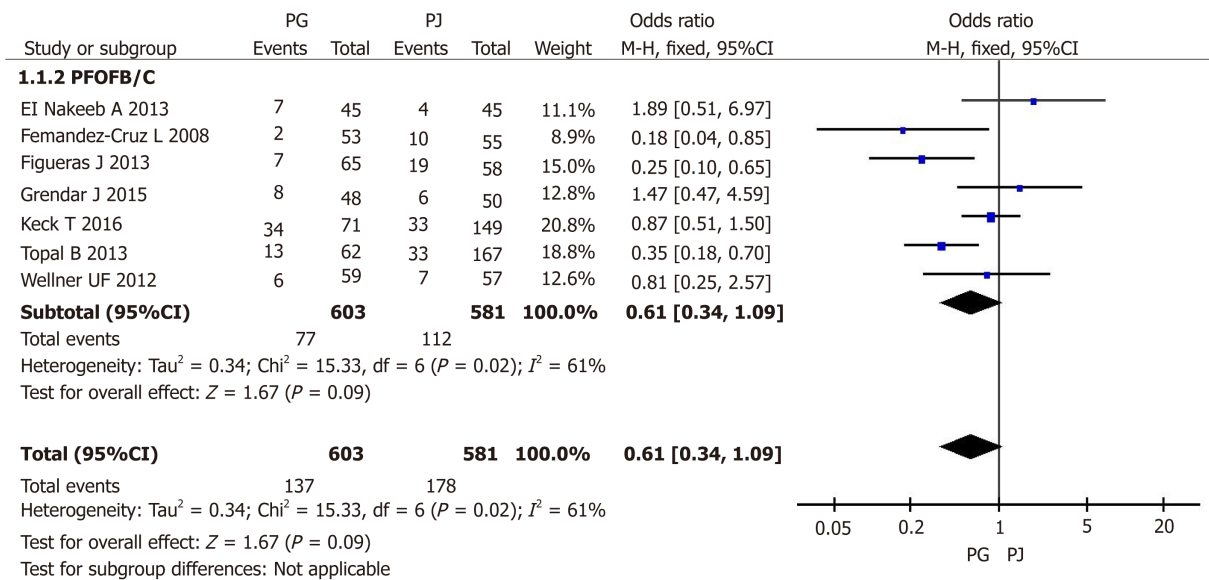 PG PJ Odds ratio Odds ratio
Study or subgroup Events Total Events Total Weight M-H, fixed, 95%CI M-H, fixed, 95%CI
1.1.2 PFOFB/C
EI Nakeeb A 2013 7 45 4 45 11.1% 1.89 [0.51, 6.97]
Femandez-Cruz L 2008 2 53 10 55 8.9% 0.18 [0.04, 0.85]
Figueras J 2013 7 65 19 58 15.0% 0.25 [0.10, 0.65]
Grendar J 2015 8 48 6 50 12.8% 1.47 [0.47, 4.59]
Keck T 2016 34 71 33 149 20.8% 0.87 [0.51, 1.50]
Topal B 2013 13 62 33 167 18.8% 0.35 [0.18, 0.70]
Wellner UF 2012 6 59 7 57 12.6% 0.81 [0.25, 2.57]
Subtotal (95%CI) 603 581 100.0% 0.61 [0.34, 1.09]
Total events 77 112
Heterogeneity: Tau² = 0.34; Chi² = 15.33, df = 6 (P = 0.02); I² = 61%
Test for overall effect: Z = 1.67 (P = 0.09)
Total (95%CI) 603 581 100.0% 0.61 [0.34, 1.09]
Total events 137 178
Heterogeneity: Tau² = 0.34; Chi² = 15.33, df = 6 (P = 0.02); I² = 61%
Test for overall effect: Z = 1.67 (P = 0.09)
Test for subgroup differences: Not applicable
0.05 0.2 1 5 20
PG PJ